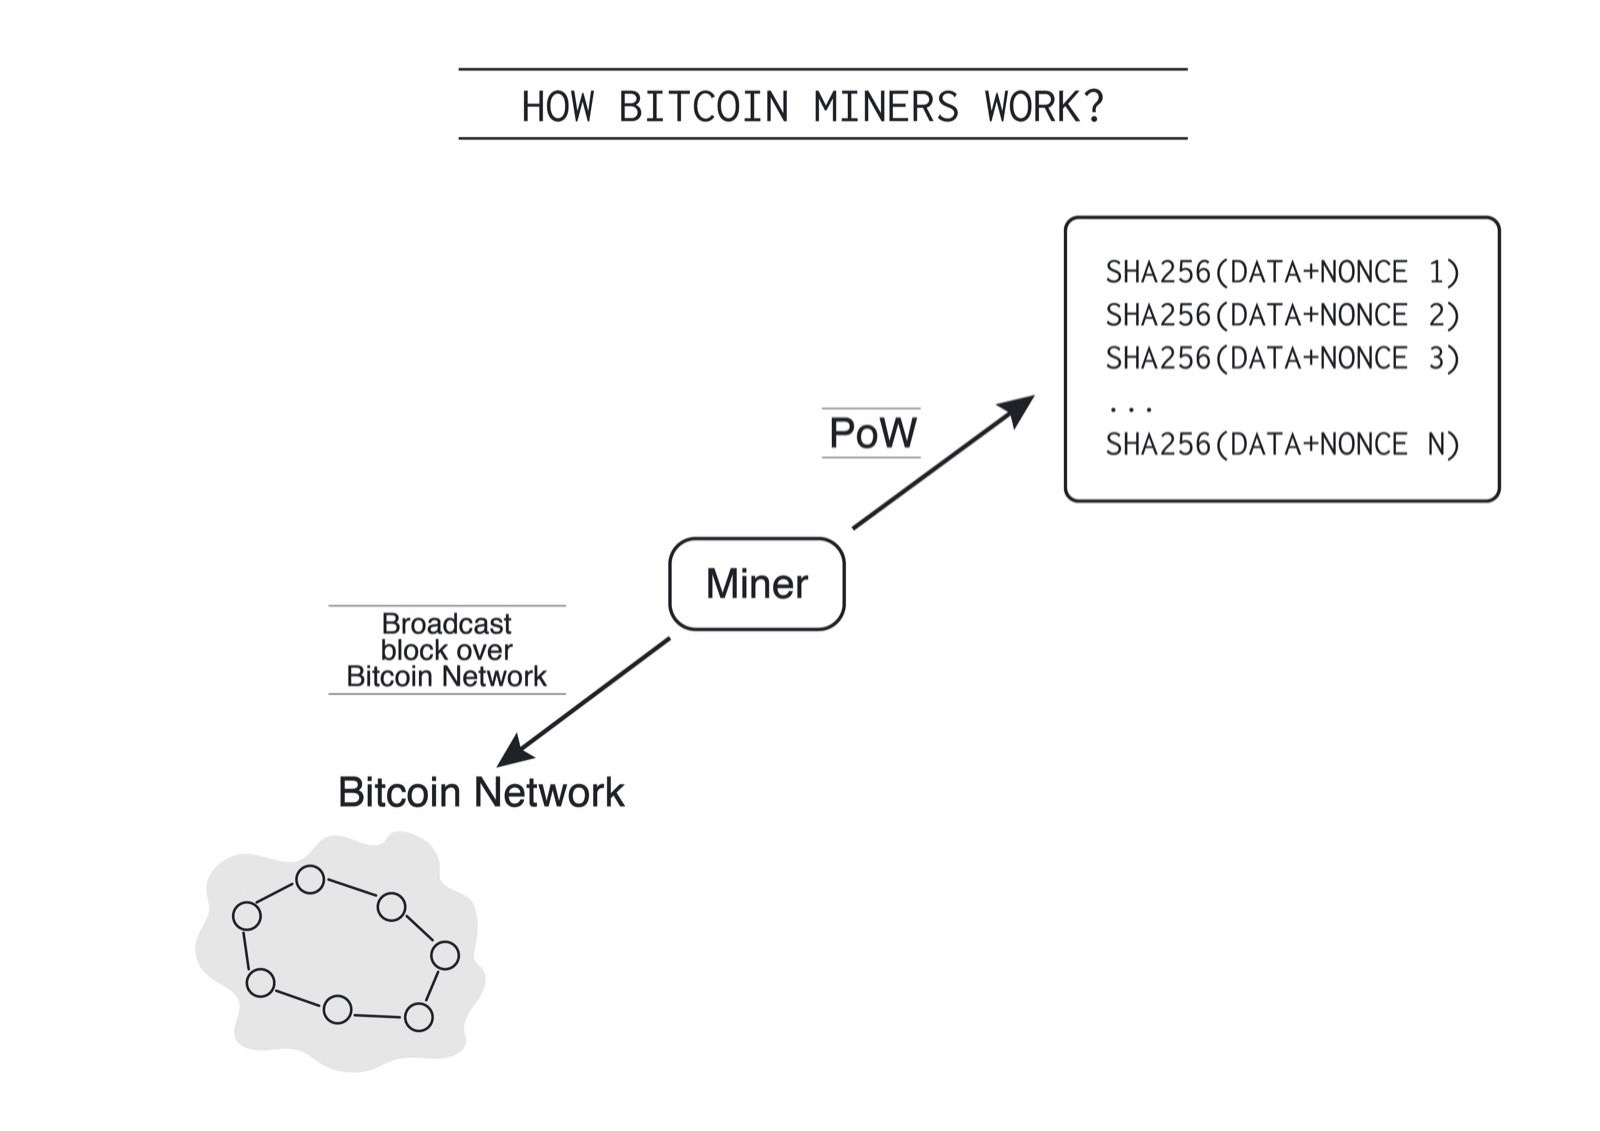 HOW BITCOIN MINERS WORK?
SHA256(DATA+NONCE 1)
SHA256(DATA+NONCE 2)
SHA256(DATA+NONCE 3)
...
SHA256(DATA+NONCE N)
PoW
Miner
Broadcast
block over
Bitcoin Network
Bitcoin Network